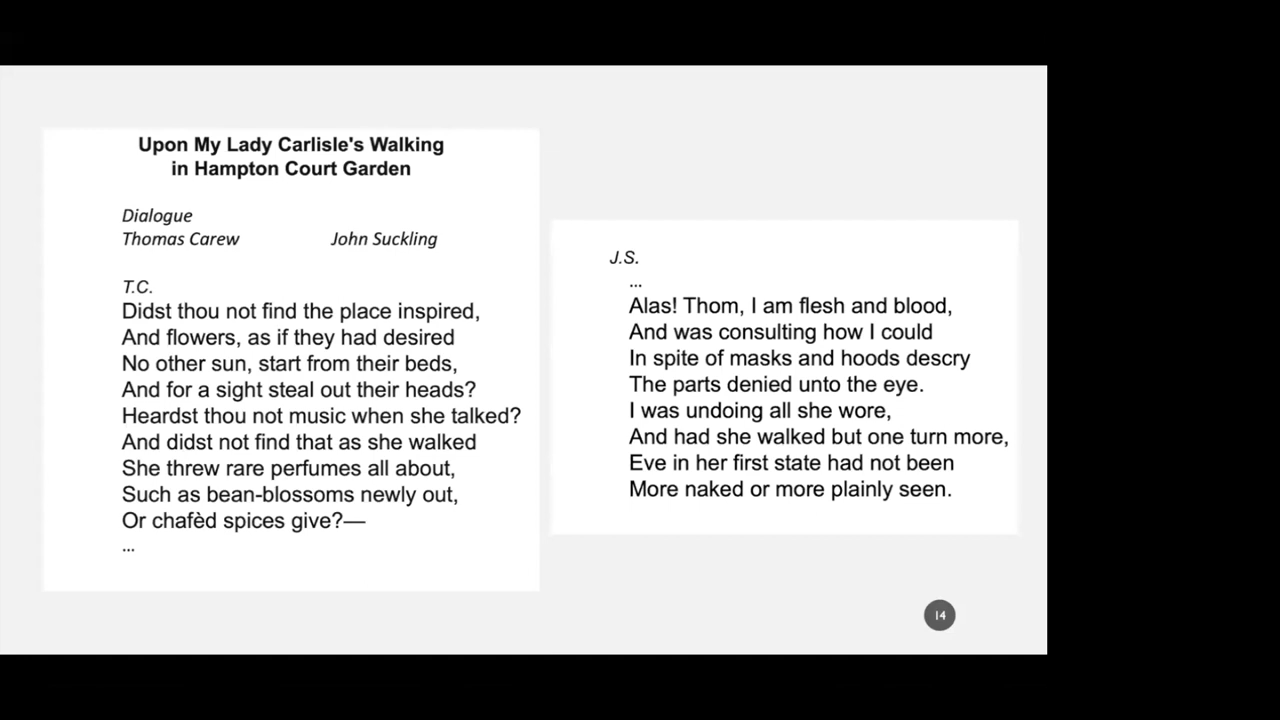 Upon My Lady Carlisle's Walking
in Hampton Court Garden
Dialogue
Thomas Carew John Suckling
T.C.
Didst thou not find the place inspired,
And flowers, as if they had desired
No other sun, start from their beds,
And for a sight steal out their heads?
Heardst thou not music when she talked?
And didst not find that as she walked
She threw rare perfumes all about,
Such as bean-blossoms newly out,
Or chafèd spices give?—
...
J.S.
...
Alas! Thom, I am flesh and blood,
And was consulting how I could
In spite of masks and hoods descry
The parts denied unto the eye.
I was undoing all she wore,
And had she walked but one turn more,
Eve in her first state had not been
More naked or more plainly seen.
14